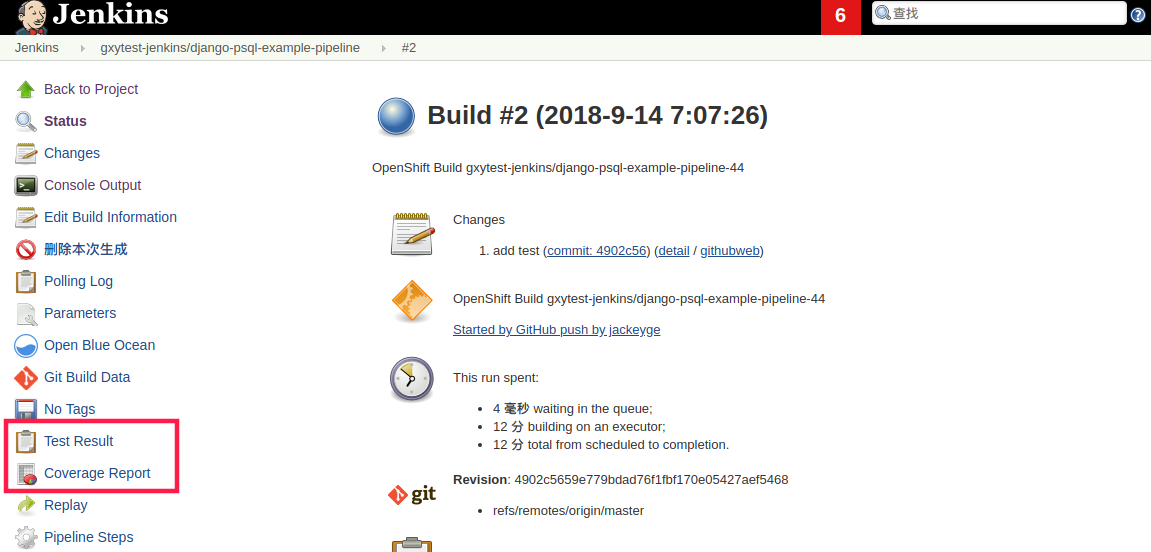 Jenkins
6
查找
Jenkins
gxytest-jenkins/django-psql-example-pipeline
#2
Back to Project
Status
Changes
Console Output
Edit Build Information
删除本次生成
Polling Log
Parameters
Open Blue Ocean
Git Build Data
No Tags
Test Result
Coverage Report
Replay
Pipeline Steps
Build #2 (2018-9-14 7:07:26)
OpenShift Build gxytest-jenkins/django-psql-example-pipeline-44
Changes
1. add test (commit: 4902c56) (detail / githubweb)
OpenShift Build gxytest-jenkins/django-psql-example-pipeline-44
Started by GitHub push by jackeyge
This run spent:
• 4 毫秒 waiting in the queue;
• 12 分 building on an executor;
• 12 分 total from scheduled to completion.
git
Revision: 4902c5659e779bdad76f1fbf170e05427aef5468
• refs/remotes/origin/master